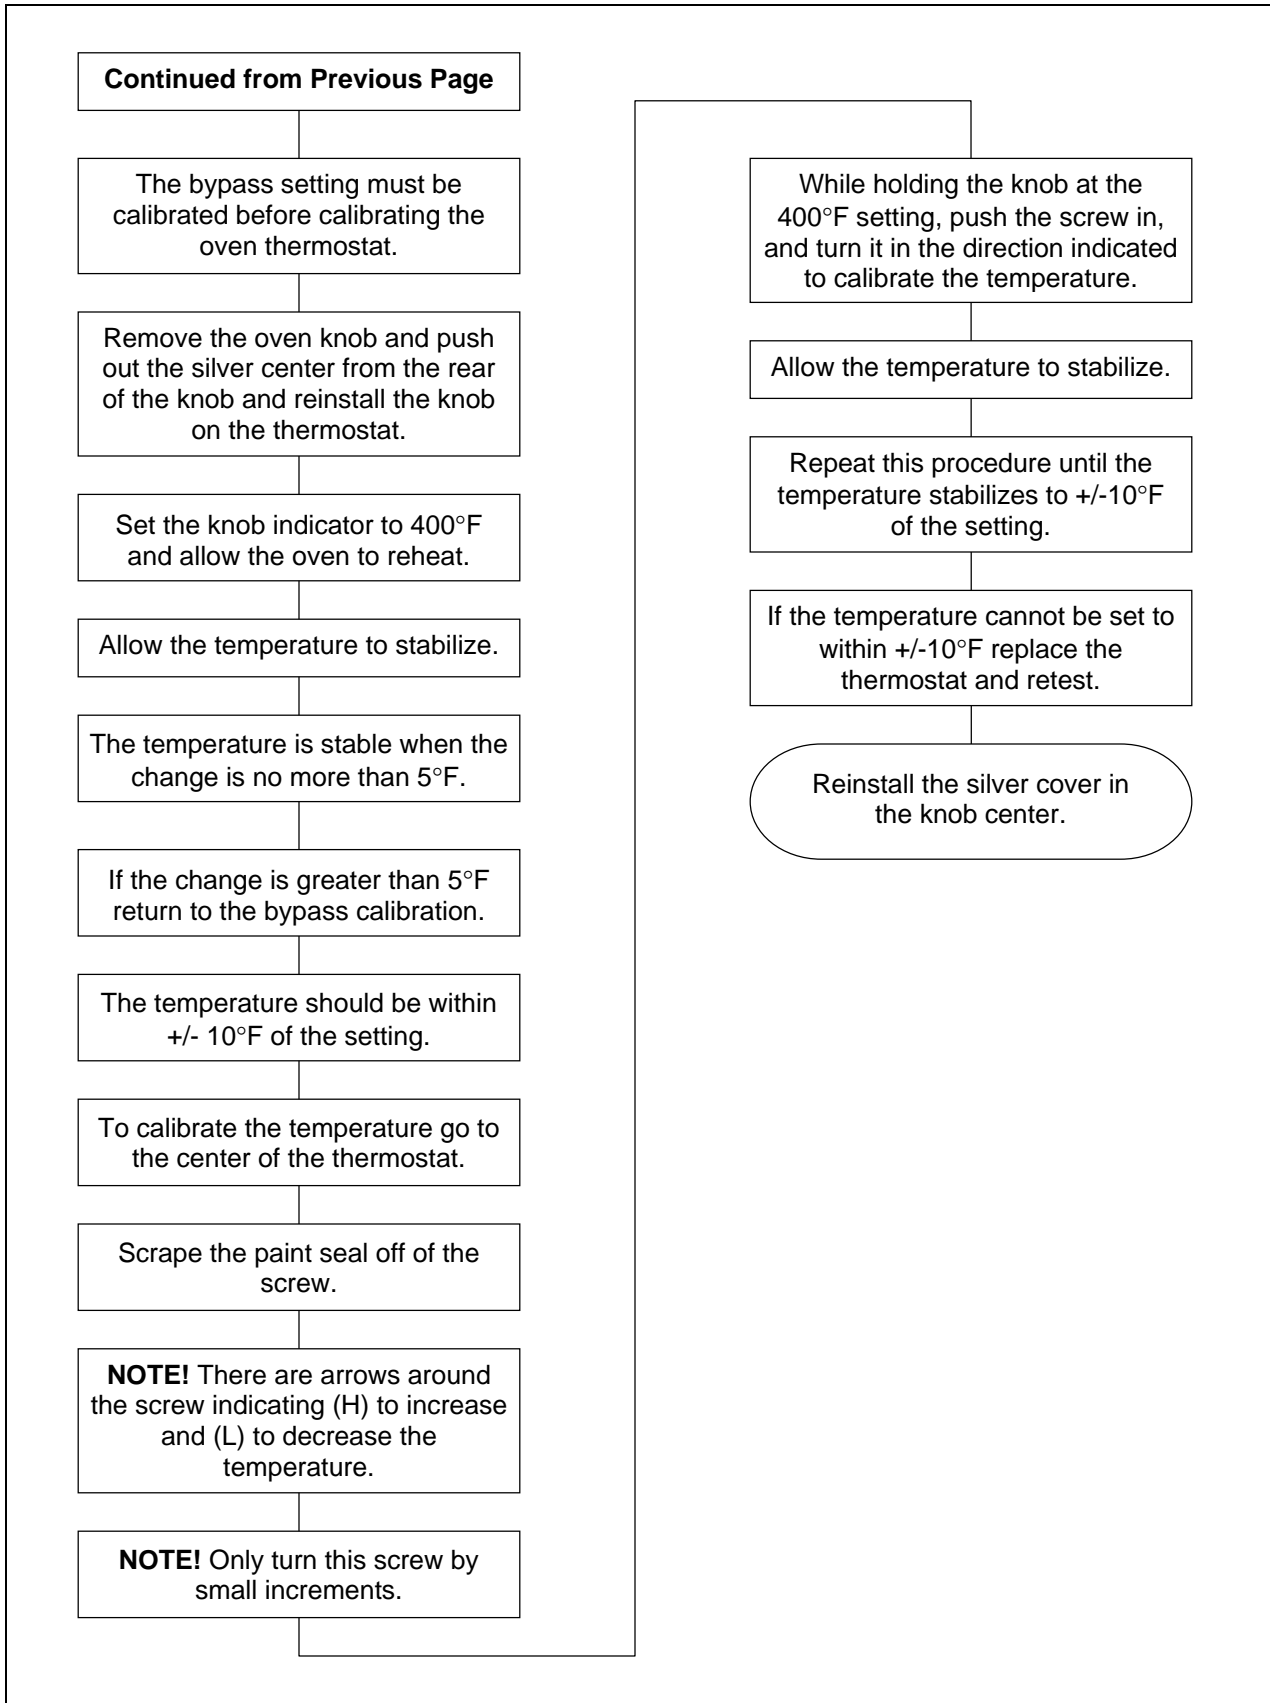 Continued from Previous Page
The bypass setting must be
calibrated before calibrating the
oven thermostat.
Remove the oven knob and push
out the silver center from the rear
of the knob and reinstall the knob
on the thermostat.
Set the knob indicator to 400°F
and allow the oven to reheat.
Allow the temperature to stabilize.
The temperature is stable when the
change is no more than 5°F.
If the change is greater than 5°F
return to the bypass calibration.
The temperature should be within
+/- 10°F of the setting.
To calibrate the temperature go to
the center of the thermostat.
Scrape the paint seal off of the
screw.
NOTE! There are arrows around
the screw indicating (H) to increase
and (L) to decrease the
temperature.
NOTE! Only turn this screw by
small increments.
While holding the knob at the
400°F setting, push the screw in,
and turn it in the direction indicated
to calibrate the temperature.
Allow the temperature to stabilize.
Repeat this procedure until the
temperature stabilizes to +/-10°F
of the setting.
If the temperature cannot be set to
within +/-10°F replace the
thermostat and retest.
Reinstall the silver cover in
the knob center.